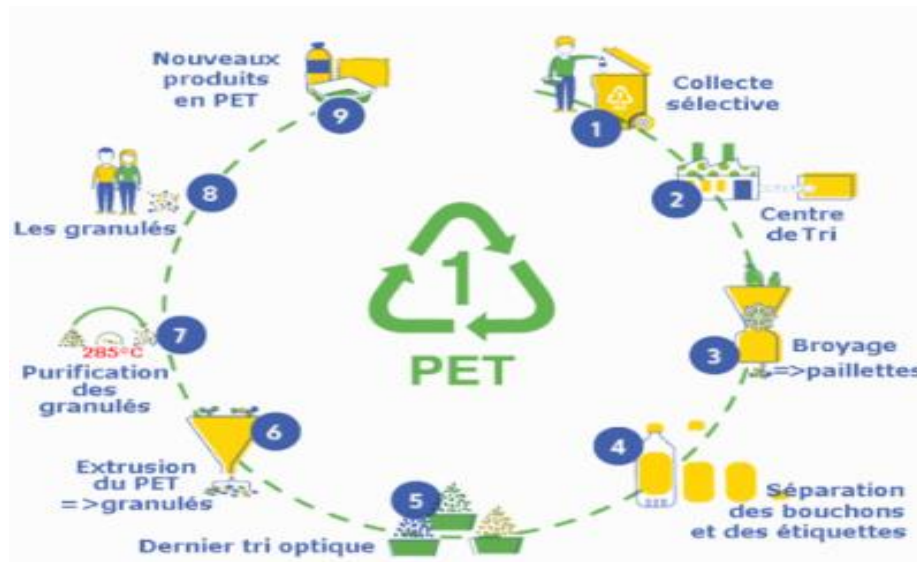 1
Collecte
sélective
2
Centre
de Tri
3
Broyage
=>paillettes
4
Séparation
des bouchons
et des étiquettes
5
Dernier tri optique
6
Extrusion
du PET
=>granulés
7
285°C
Purification
des
granulés
8
Les granulés
9
Nouveaux
produits
en PET
1
PET